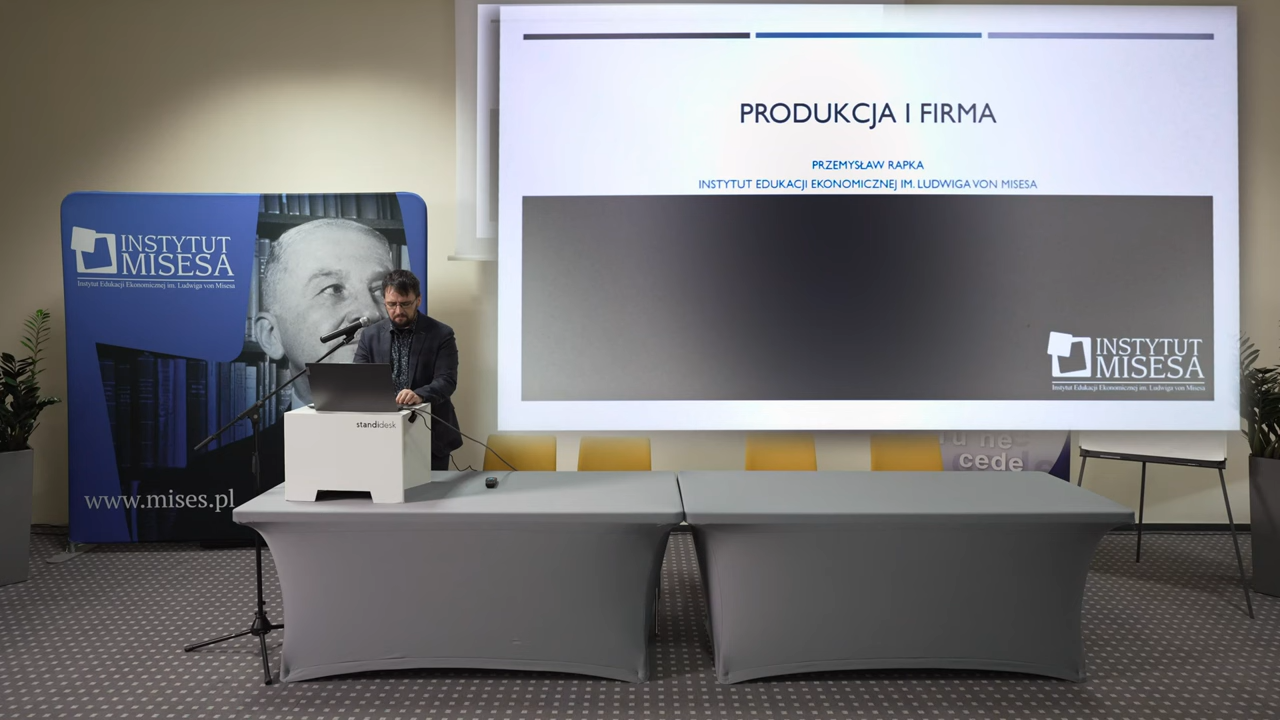 PRODUKCJA I FIRMA
PRZEMYSŁAW RAPKA
INSTYTUT EDUKACJI EKONOMICZNEJ IM. LUDWIGA VON MISESA
INSTYTUT
MISESA
Instytut Edukacji Ekonomicznej im. Ludwiga von Misesa
INSTYTUT
MISESA
Instytut Edukacji Ekonomicznej im. Ludwiga von Misesa
standidesk
www.mises.pl
cede